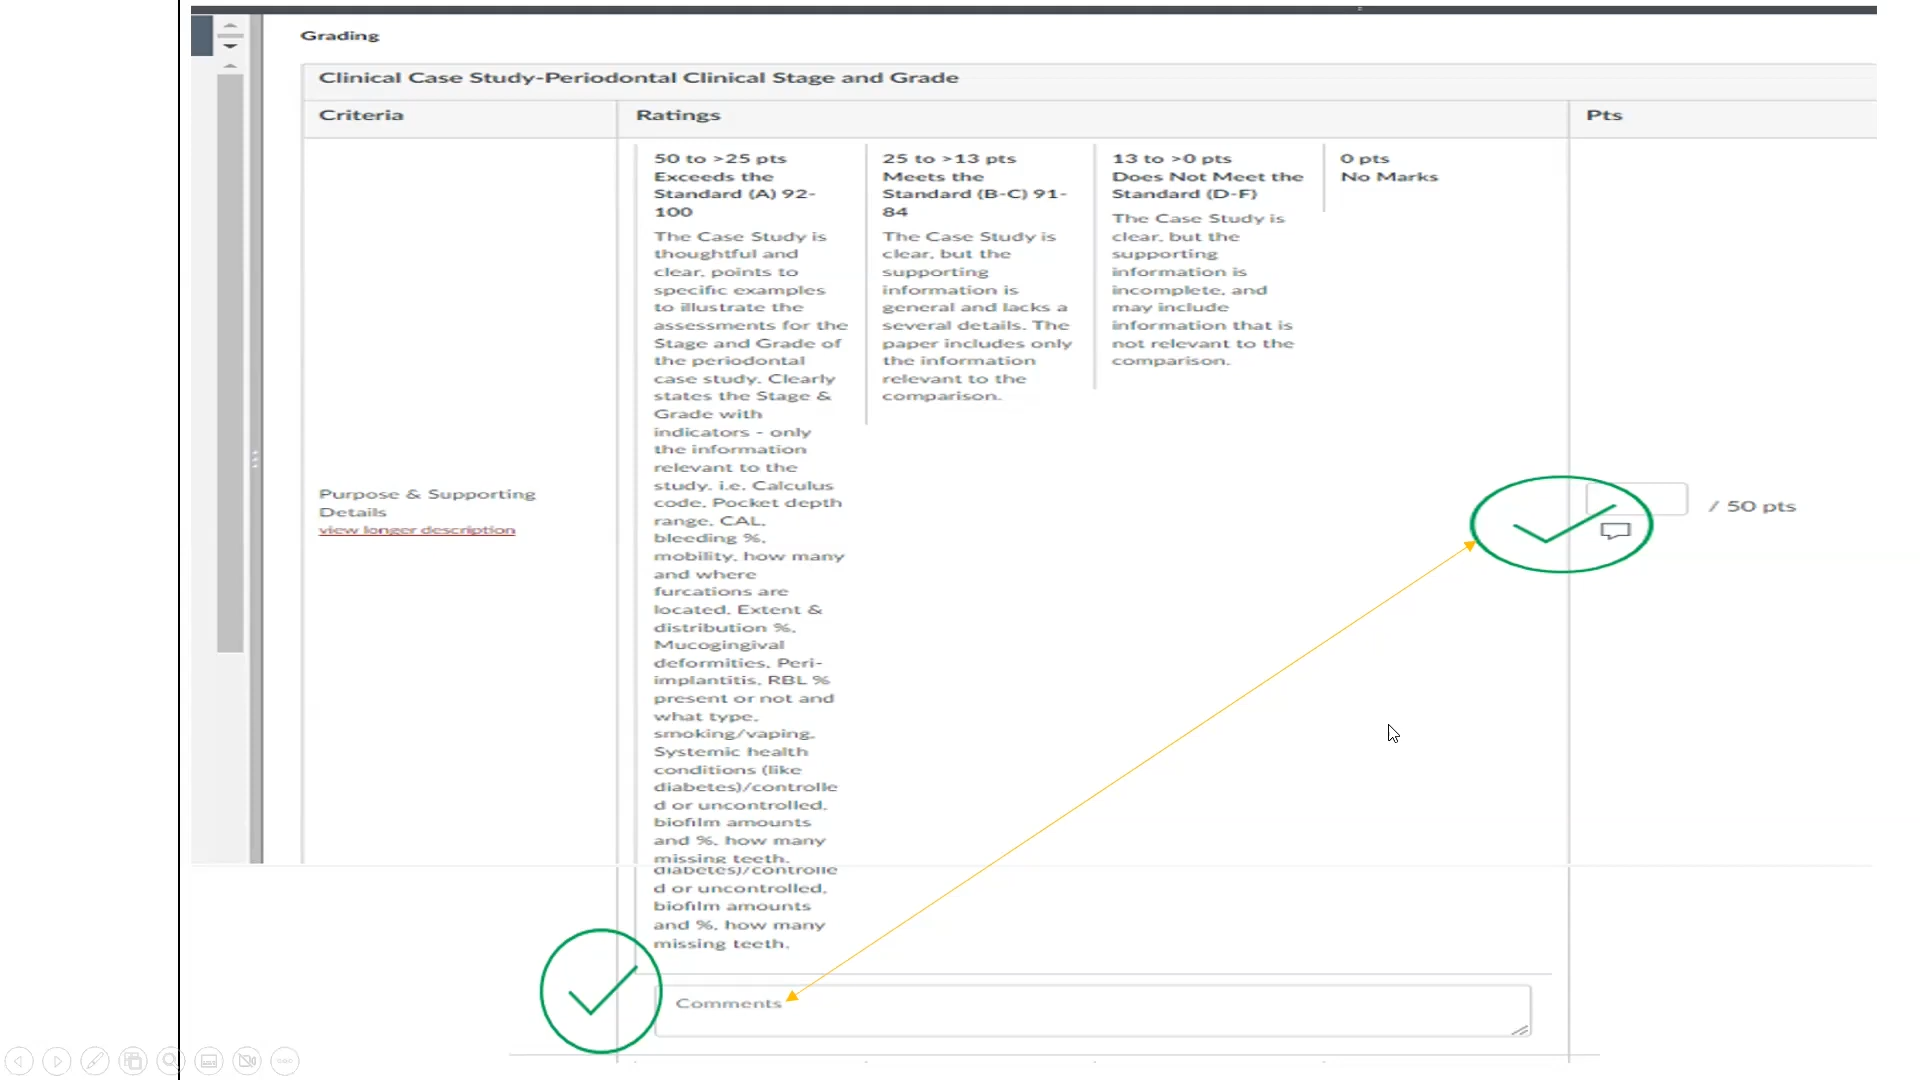 Grading
Clinical Case Study-Periodontal Clinical Stage and Grade
Criteria
Ratings
Pts
Purpose & Supporting
Details
view longer description
50 to >25 pts
Exceeds the
Standard (A) 92-
100
The Case Study is
thoughtful and
clear, points to
specific examples
to illustrate the
assessments for the
Stage and Grade of
the periodontal
case study. Clearly
states the Stage &
Grade with
indicators - only
the information
relevant to the
study. i.e. Calculus
code, Pocket depth
range, CAL,
bleeding %,
mobility, how many
and where
furcations are
located, Extent &
distribution %,
Mucogingival
deformities, Peri-
implantitis, RBL %
present or not and
what type,
smoking/vaping,
Systemic health
conditions (like
diabetes)/controlle
d or uncontrolled,
biofilm amounts
and %, how many
missing teeth.
diabetes)/controlle
d or uncontrolled,
biofilm amounts
and %, how many
missing teeth.
25 to >13 pts
Meets the
Standard (B-C) 91-
84
The Case Study is
clear, but the
supporting
information is
general and lacks a
several details. The
paper includes only
the information
relevant to the
comparison.
13 to >0 pts
Does Not Meet the
Standard (D-F)
The Case Study is
clear, but the
supporting
information is
incomplete, and
may include
information that is
not relevant to the
comparison.
0 pts
No Marks
/ 50 pts
Comments